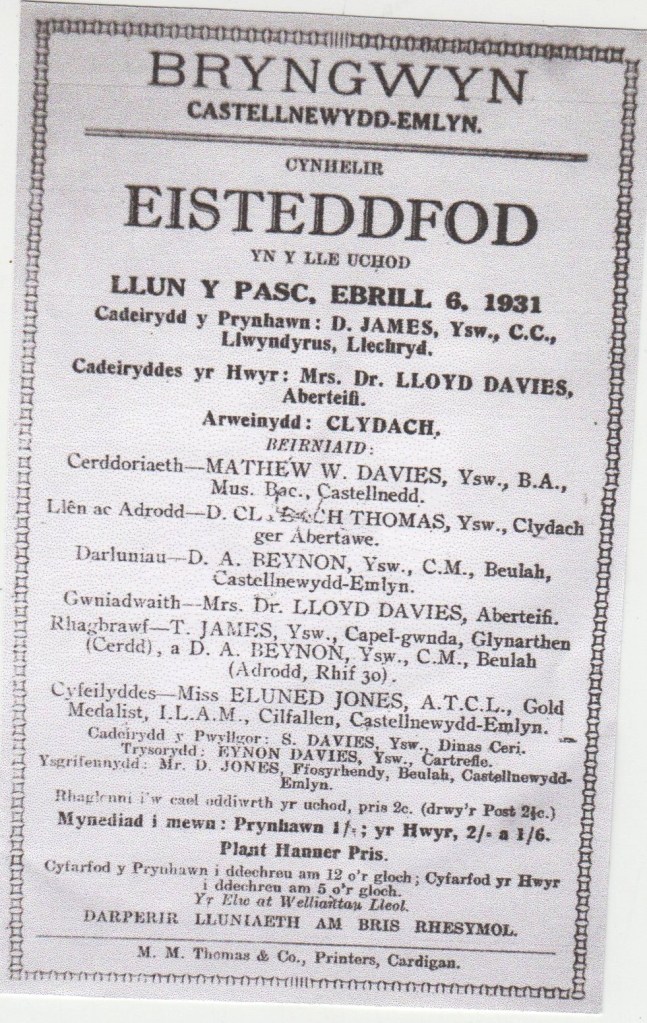 BRYNGWYN
CASTELLNEWYDD-EMLYN.
CYNHELIR
EISTEDDFOD
YN Y LLE UCHOD
LLUN Y PASC, EBRILL 6, 1931
Cadeirydd y Prynhawn: D. JAMES, Ysw., C.C.,
Llwyndyrus, Llechryd.
Cadeiryddes yr Hwyr: Mrs. Dr. LLOYD DAVIES,
Aberteifi.
Arweinydd: CLYDACH.
BEIRNIAID:
Cerddoriaeth—MATHEW W. DAVIES, Ysw., B.A.,
Mus. Bac., Castellnedd.
Llên ac Adrodd—D. CLYDACH THOMAS, Ysw., Clydach
ger Abertawe.
Darluniau—D. A. BEYNON, Ysw., C.M., Beulah,
Castellnewydd-Emlyn.
Gwniadwaith—Mrs. Dr. LLOYD DAVIES, Aberteifi.
Rhagbrawf—T. JAMES, Ysw., Capel-gwnda, Glynarthen
(Cerdd), a D. A. BEYNON, Ysw., C.M., Beulah
(Adrodd, Rhif 30).
Cyfeilyddes—Miss ELUNED JONES, A.T.C.L., Gold
Medalist, I.L.A.M., Cilfallen, Castellnewydd-Emlyn.
Cadeirydd y Pwyllgor: S. DAVIES, Ysw., Dinas Ceri.
Trysorydd: EYNON DAVIES, Ysw., Cartrefle.
Ysgrifennydd: Mr. D. JONES, Ffosyrhendy, Beulah, Castellnewydd-
Emlyn.
Rhaglenni i'w cael oddiwrth yr uchod, pris 2c. (drwy'r Post 2½c.)
Mynediad i mewn: Prynhawn 1/-; yr Hwyr, 2/- a 1/6.
Plant Hanner Pris.
Cyfarfod y Prynhawn i ddechreu am 12 o'r gloch; Cyfarfod yr Hwyr
i ddechreu am 5 o'r gloch.
Yr Elw at Welliantau Lleol.
DARPERIR LLUNIAETH AM BRIS RHESYMOL.
M. M. Thomas & Co., Printers, Cardigan.